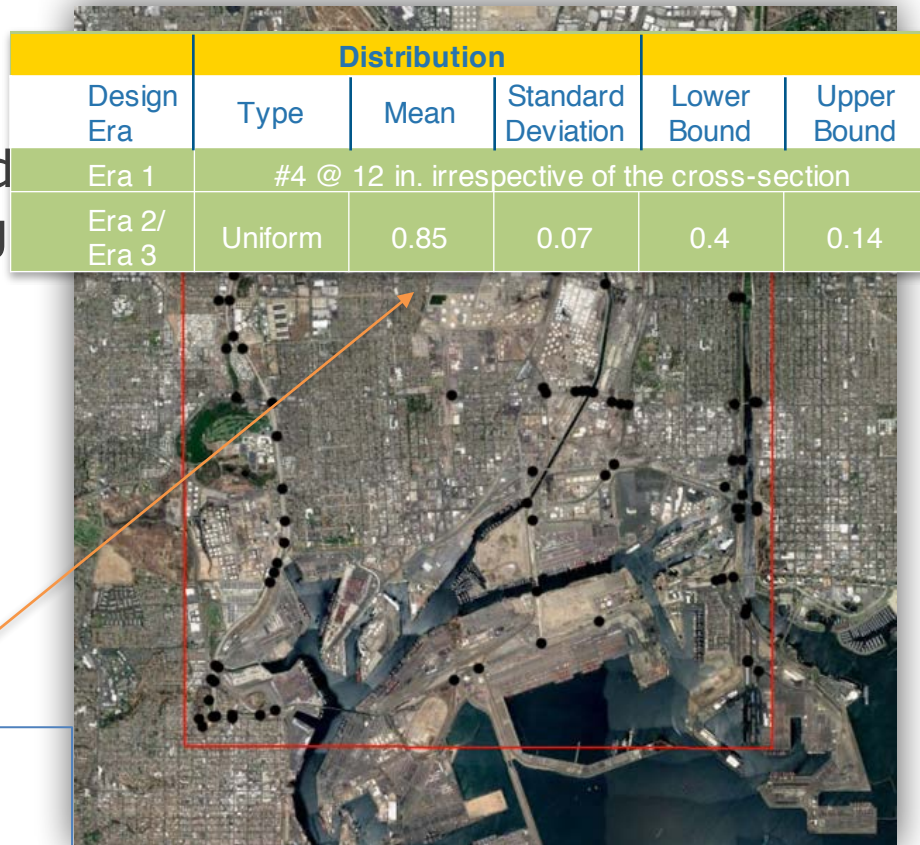 Distribution
Design Era Type Mean Standard Deviation Lower Bound Upper Bound
Era 1 #4 @ 12 in. irrespective of the cross-section
Era 2/ Era 3 Uniform 0.85 0.07 0.4 0.14
d
g